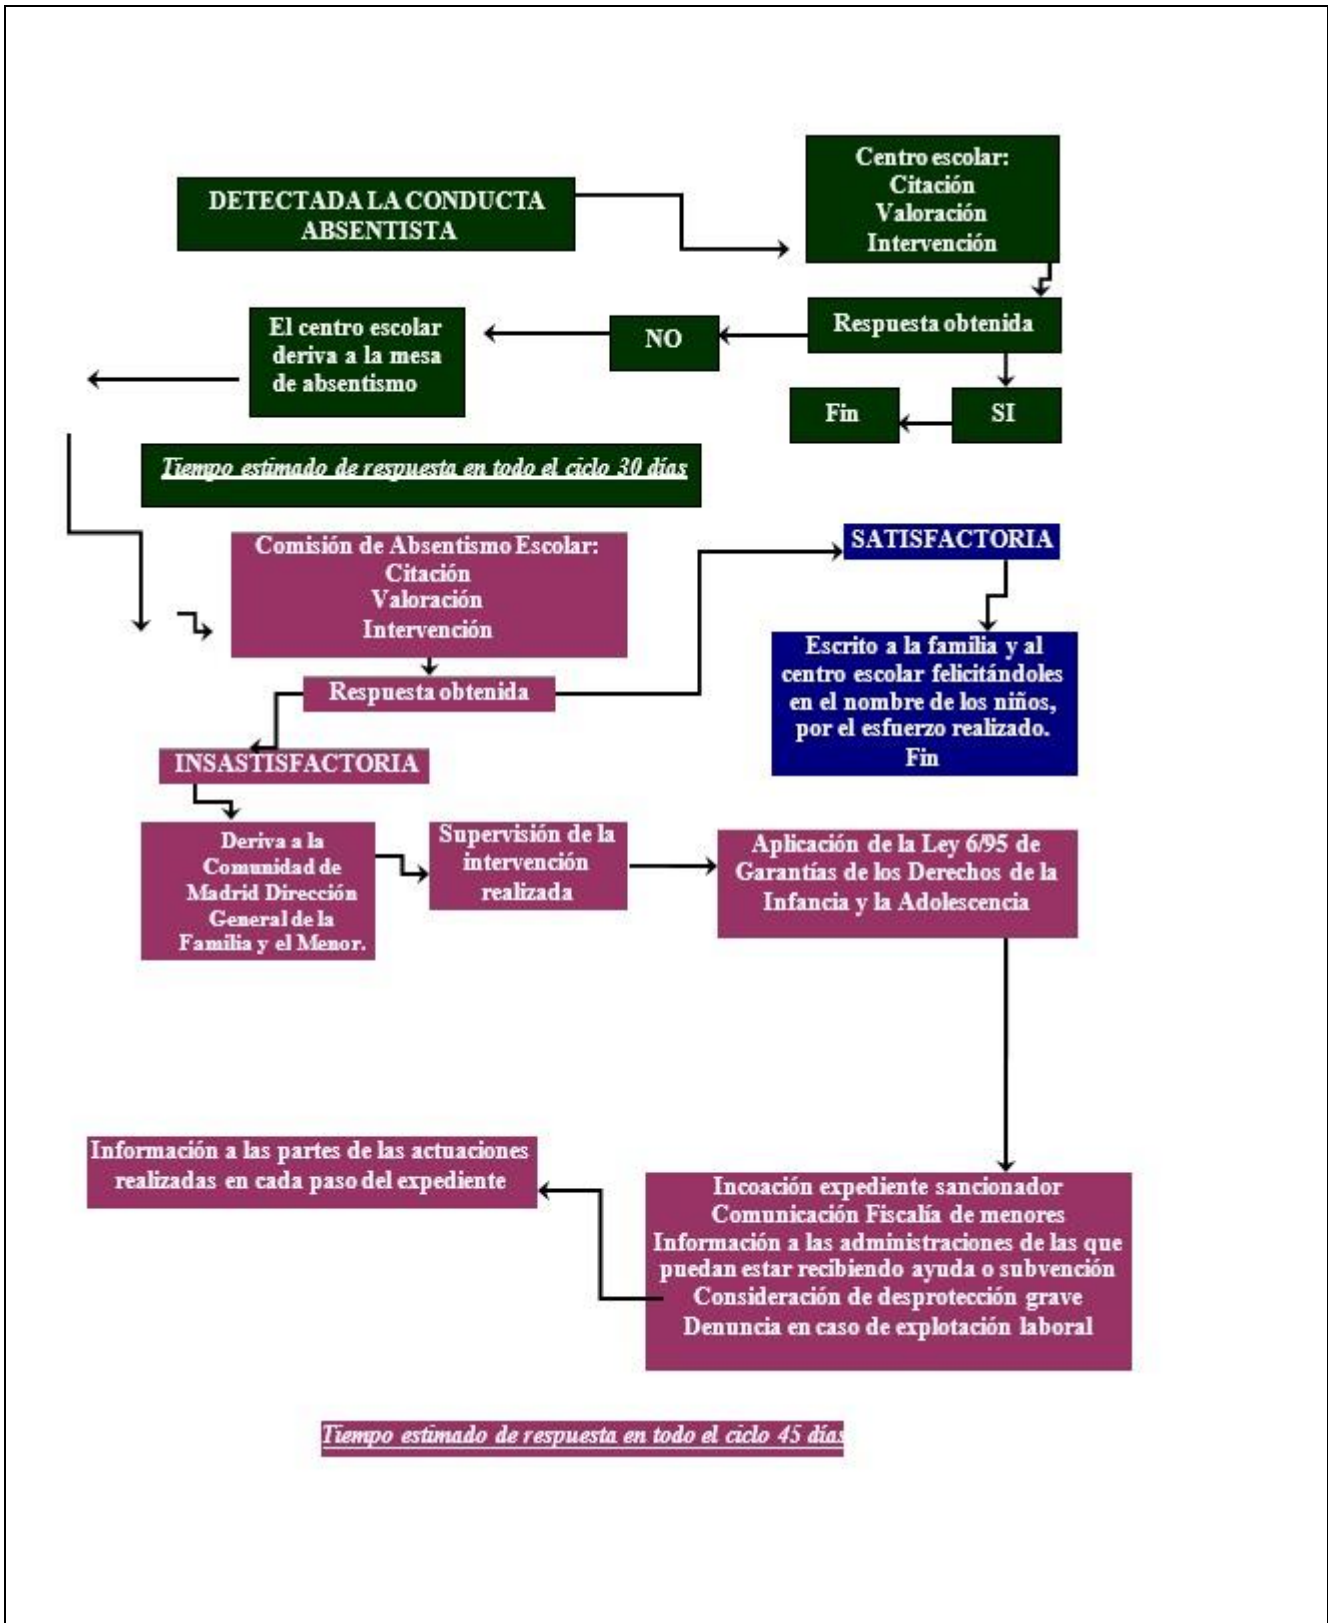 DETECTADA LA CONDUCTA
ABSENTISTA
Centro escolar:
Citación
Valoración
Intervención
Respuesta obtenida
NO
El centro escolar
deriva a la mesa
de absentismo
SI
Fin
Tiempo estimado de respuesta en todo el ciclo 30 días
Comisión de Absentismo Escolar:
Citación
Valoración
Intervención
Respuesta obtenida
SATISFACTORIA
Escrito a la familia y al
centro escolar felicitándoles
en el nombre de los niños,
por el esfuerzo realizado.
Fin
INSASTISFACTORIA
Deriva a la
Comunidad de
Madrid Dirección
General de la
Familia y el Menor.
Supervisión de la
intervención
realizada
Aplicación de la Ley 6/95 de
Garantías de los Derechos de la
Infancia y la Adolescencia
Incoación expediente sancionador
Comunicación Fiscalía de menores
Información a las administraciones de las que
puedan estar recibiendo ayuda o subvención
Consideración de desprotección grave
Denuncia en caso de explotación laboral
Información a las partes de las actuaciones
realizadas en cada paso del expediente
Tiempo estimado de respuesta en todo el ciclo 45 días